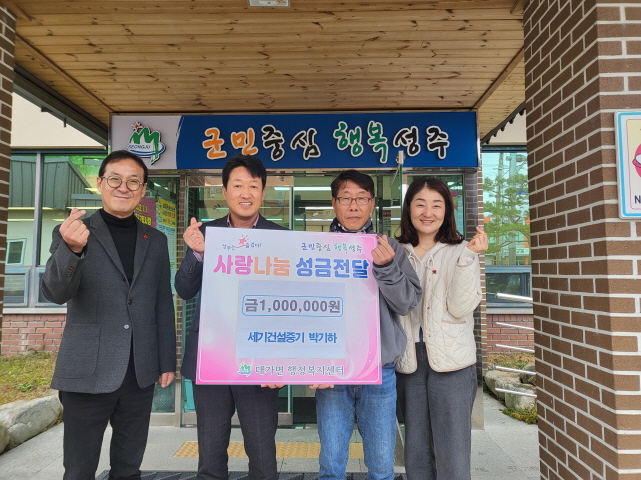 SEONGJU
군민중심 행복성주
군민중심 행복성주
사랑나눔 성금전달
금1,000,000원
세기건설중기 박기하
대가면 행정복지센터